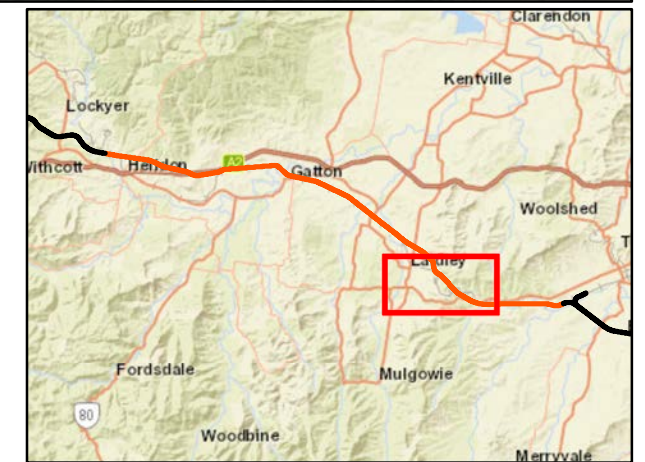 Clarendon
Kentville
Lockyer
A2
Withcott
Helidon
Gatton
Woolshed
T
Laidley
Fordsdale
Mulgowie
80
Woodbine
Merryvale